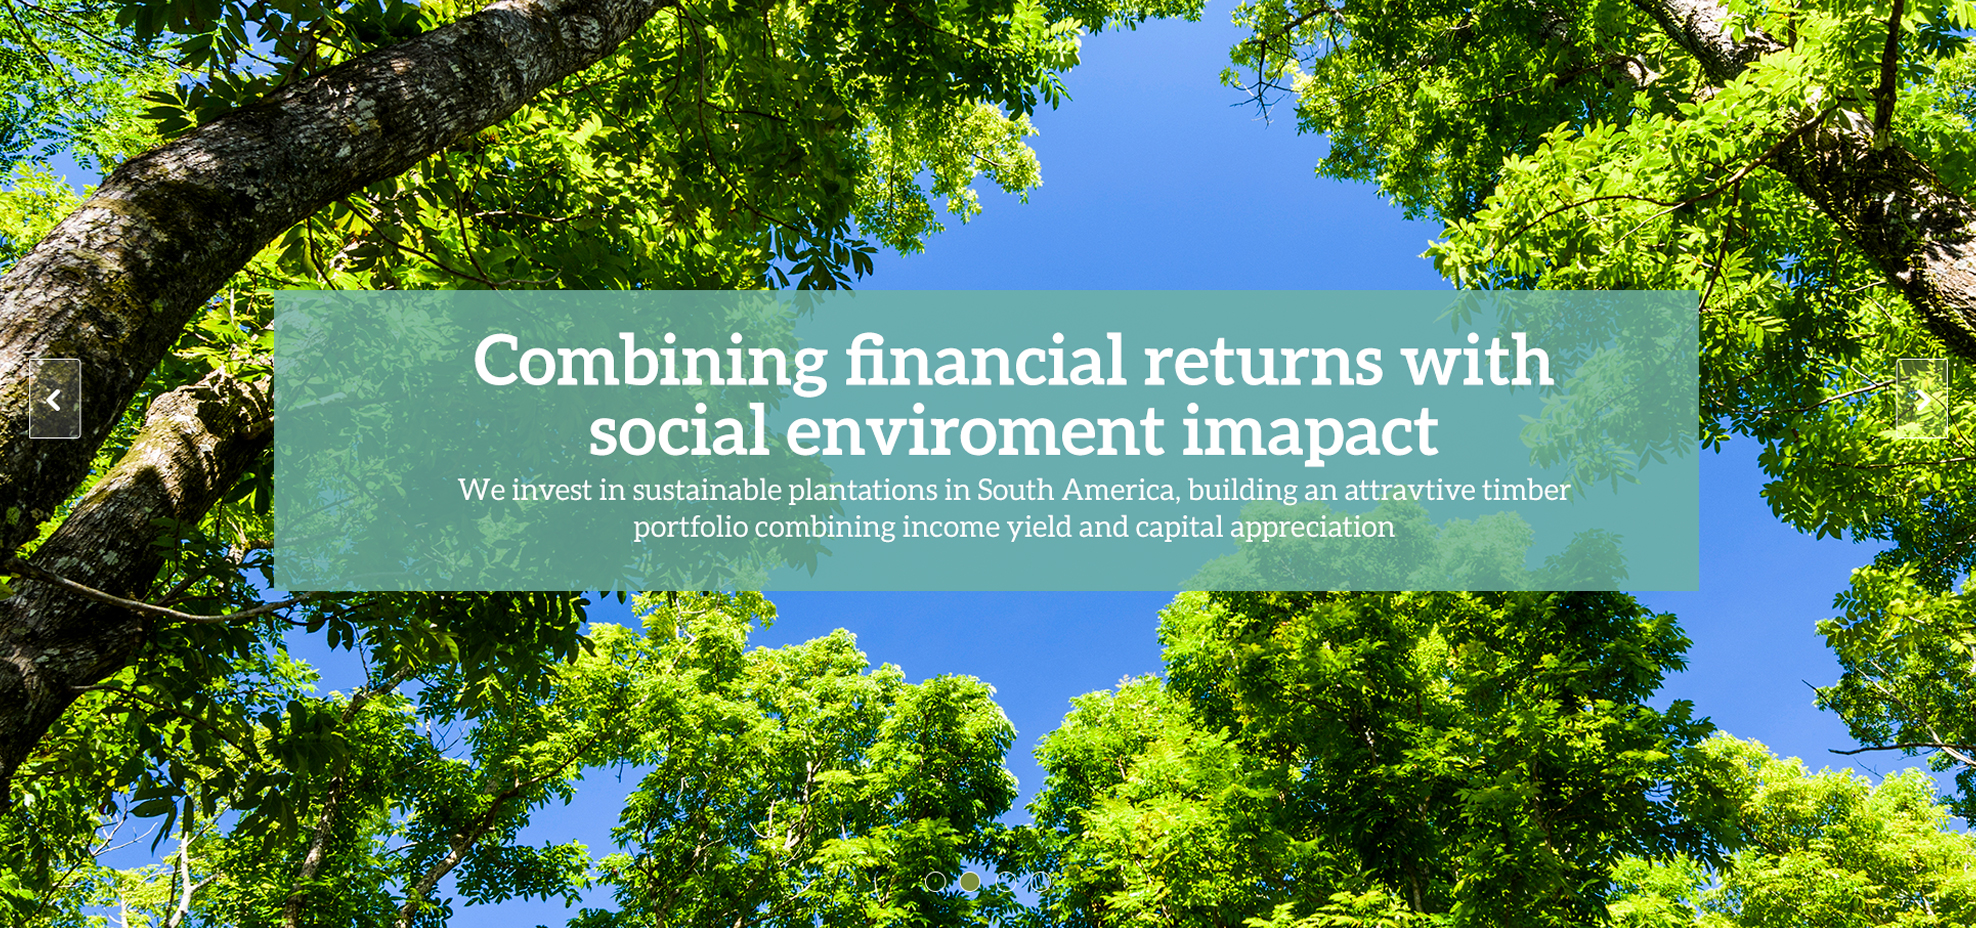 Combining financial returns with
social enviroment imapact
We invest in sustainable plantations in South America, building an attravtive timber
portfolio combining income yield and capital appreciation